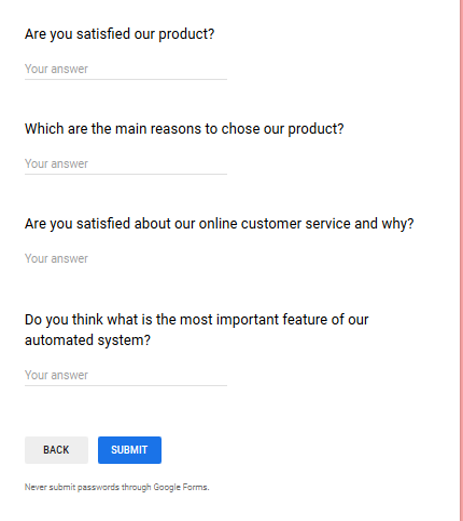 Are you satisfied our product?
Your answer
Which are the main reasons to chose our product?
Your answer
Are you satisfied about our online customer service and why?
Your answer
Do you think what is the most important feature of our
automated system?
Your answer
BACK SUBMIT
Never submit passwords through Google Forms.